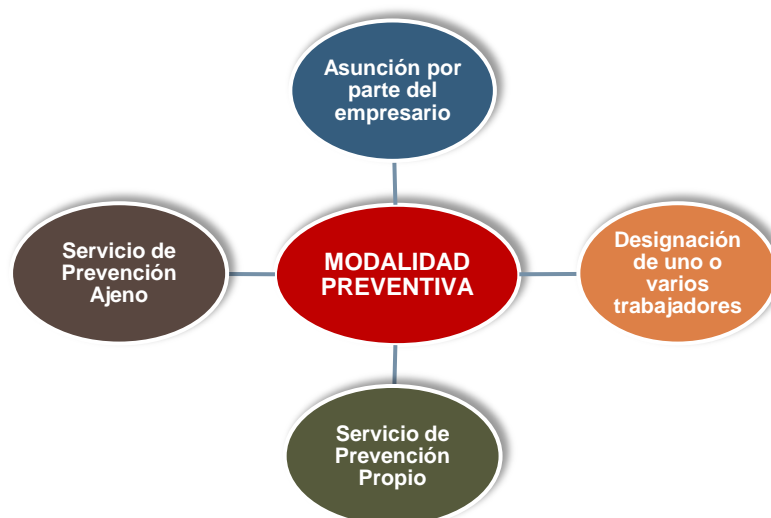 Asunción por
parte del
empresario
Servicio de
Prevención
Ajeno
MODALIDAD
PREVENTIVA
Designación
de uno o
varios
trabajadores
Servicio de
Prevención
Propio